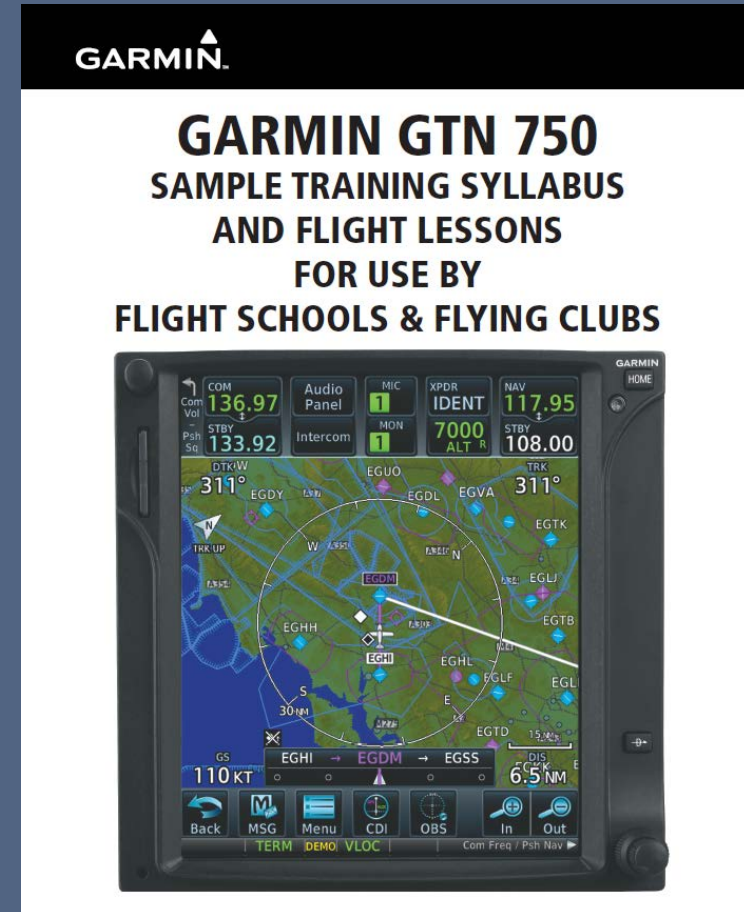 GARMIN
GARMIN GTN 750
SAMPLE TRAINING SYLLABUS
AND FLIGHT LESSONS
FOR USE BY
FLIGHT SCHOOLS & FLYING CLUBS
GARMIN
HOME
Com Vol – Psh Sq
COM 136.97
STBY 133.92
Audio Panel
Intercom
MIC 1
MON 1
XPDR IDENT
7000 ALT R
NAV 117.95
STBY 108.00
DTK 311°
TRK 311°
W
EGUO
EGDY
EGDL
EGVA
EGTK
N
TRK UP
W
N
A34
EGLJ
EGDM
EGTB
A303
EGHH
EGHI
EGHL
EGLF
S
E
30NM
EGTD
15NM
GS 110KT
EGHI → EGDM → EGSS
DIS 6.5NM
Back
MSG
Menu
CDI
OBS
In
Out
TERM
DEMO
VLOC
Com Freq / Psh Nav